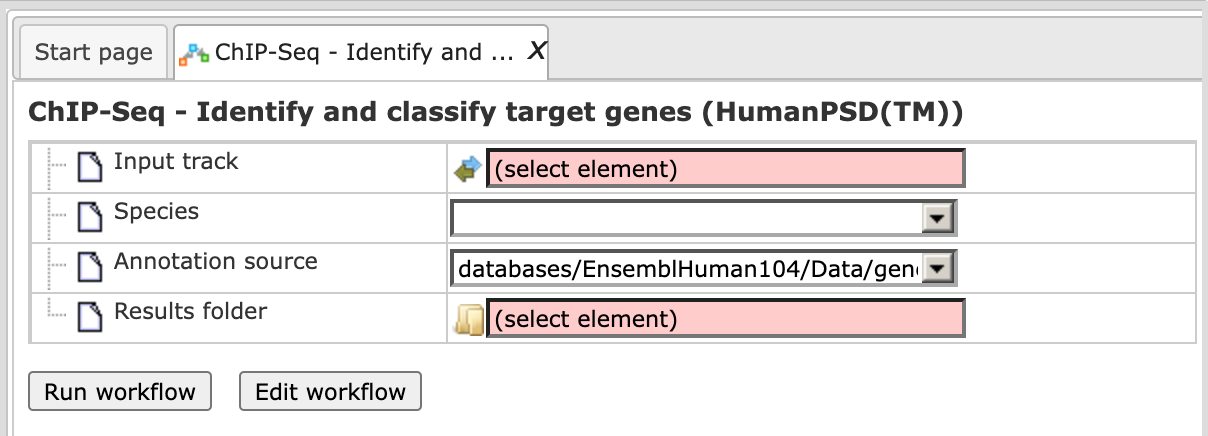 Start page
ChIP-Seq - Identify and ... X
ChIP-Seq - Identify and classify target genes (HumanPSD(TM))
Input track (select element)
Species
Annotation source databases/EnsemblHuman104/Data/gen
Results folder (select element)
Run workflow Edit workflow